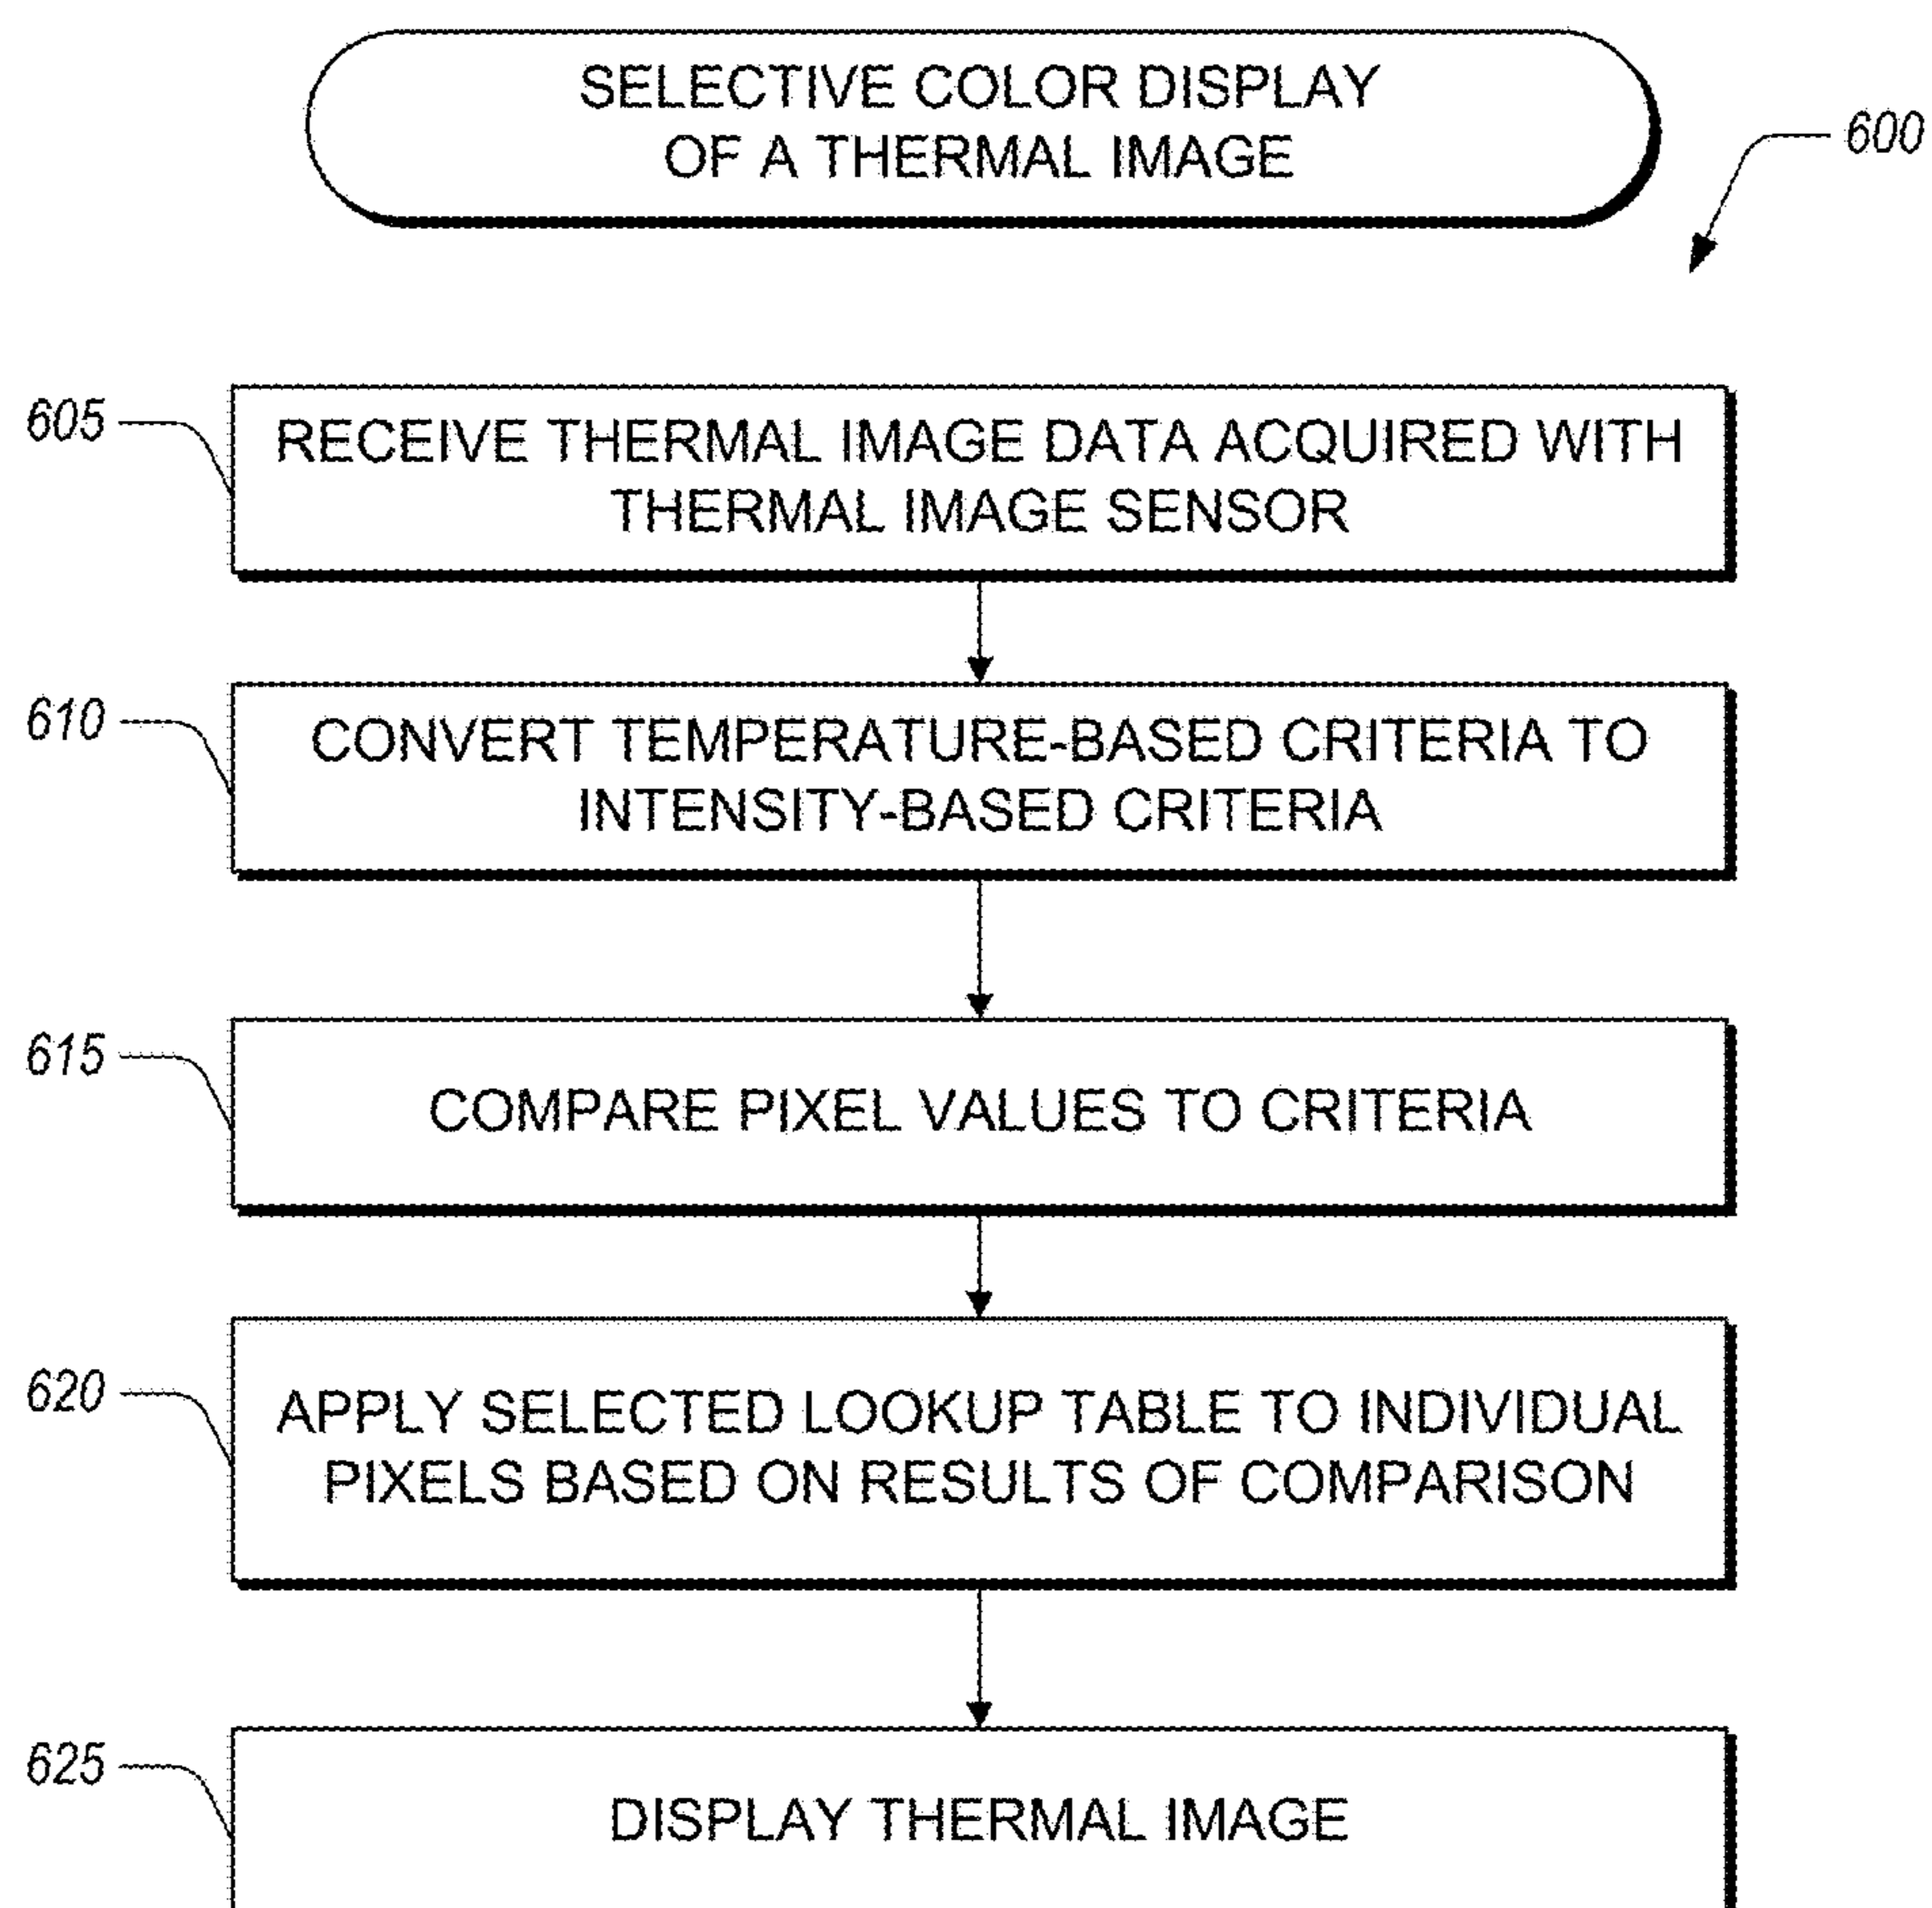 SELECTIVE COLOR DISPLAY
OF A THERMAL IMAGE
600
605
RECEIVE THERMAL IMAGE DATA ACQUIRED WITH
THERMAL IMAGE SENSOR
610
CONVERT TEMPERATURE-BASED CRITERIA TO
INTENSITY-BASED CRITERIA
615
COMPARE PIXEL VALUES TO CRITERIA
620
APPLY SELECTED LOOKUP TABLE TO INDIVIDUAL
PIXELS BASED ON RESULTS OF COMPARISON
625
DISPLAY THERMAL IMAGE